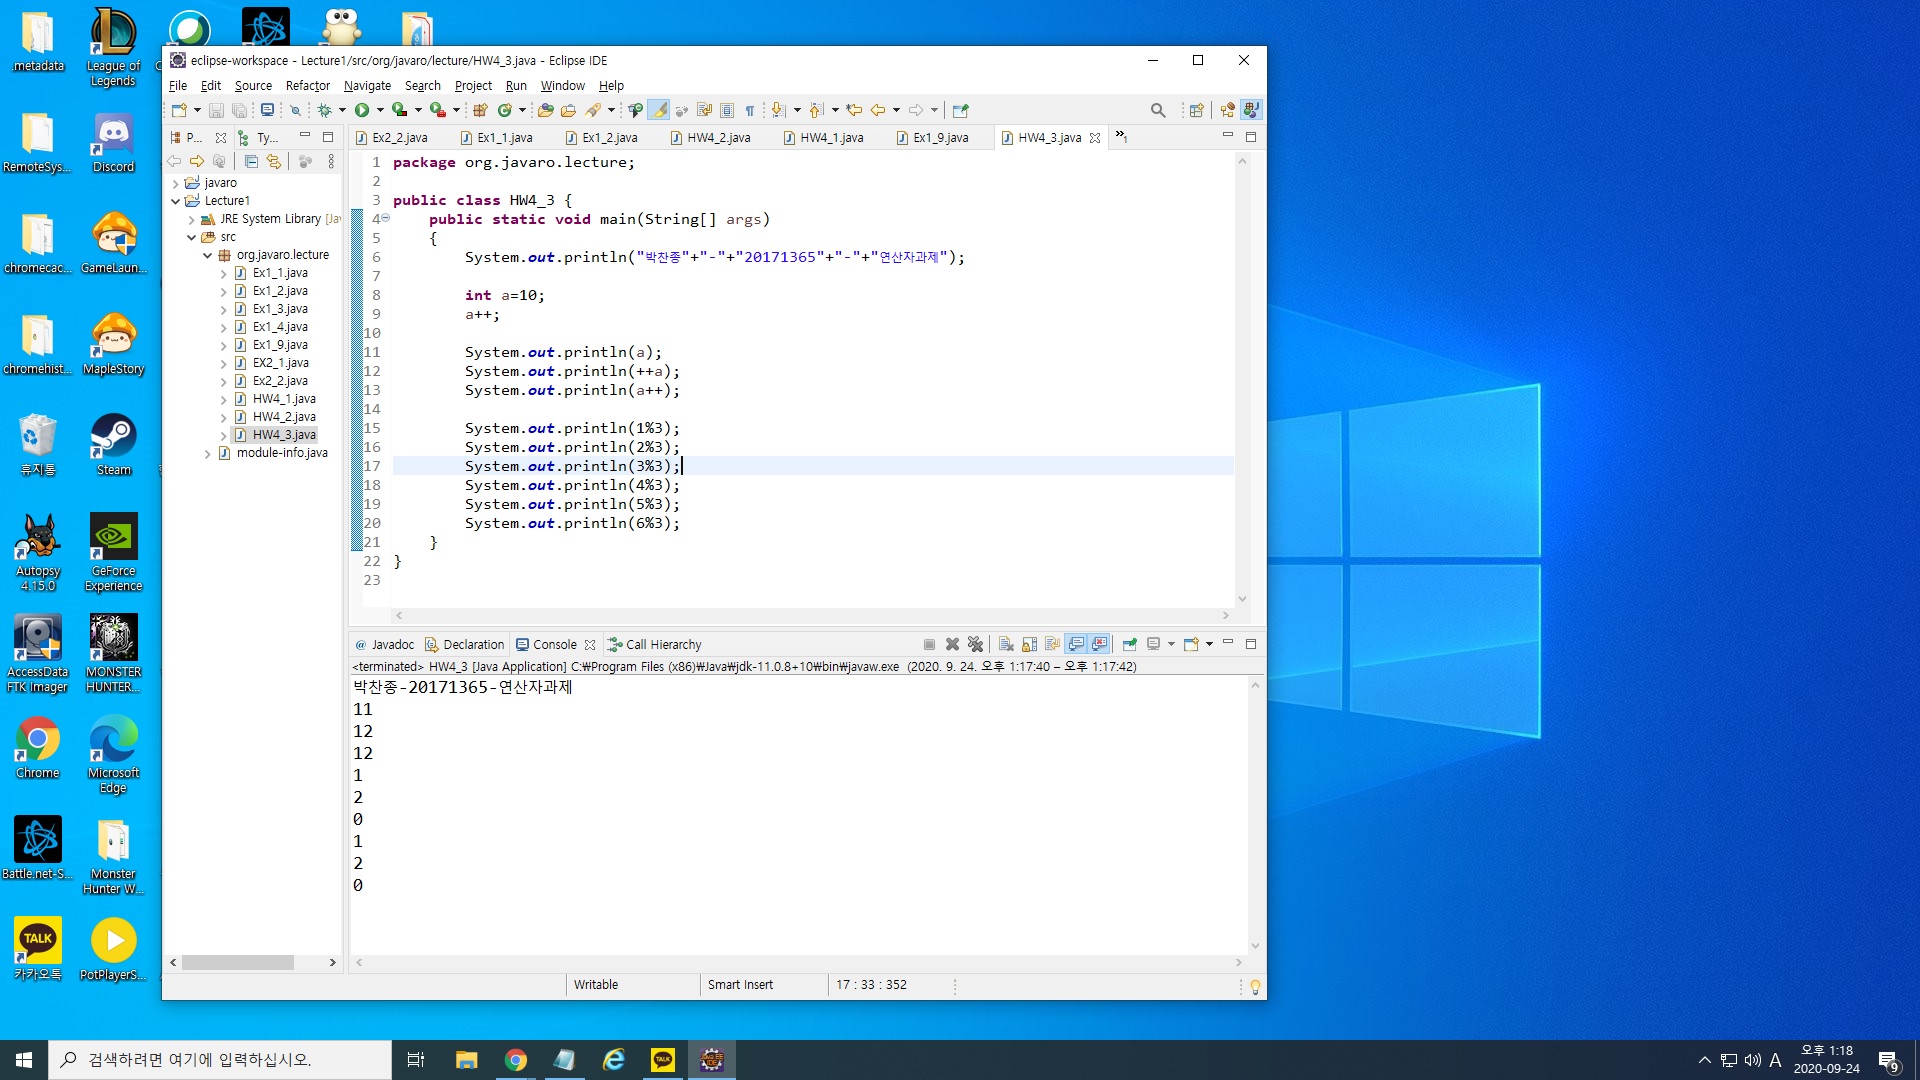 .metadata
League of Legends
RemoteSys...
Discord
chromecac...
GameLaun...
chromehist...
MapleStory
휴지통
Steam
Autopsy 4.15.0
GeForce Experience
AccessData FTK Imager
MONSTER HUNTER...
Chrome
Microsoft Edge
Battle.net-S...
Monster Hunter W...
TALK
카카오톡
PotPlayerS...
eclipse-workspace - Lecture1/src/org/javaro/lecture/HW4_3.java - Eclipse IDE
File Edit Source Refactor Navigate Search Project Run Window Help
P... Ty...
Ex2_2.java Ex1_1.java Ex1_2.java HW4_2.java HW4_1.java Ex1_9.java HW4_3.java »1
javaro
Lecture1
JRE System Library [Jav
src
org.javaro.lecture
Ex1_1.java
Ex1_2.java
Ex1_3.java
Ex1_4.java
Ex1_9.java
EX2_1.java
Ex2_2.java
HW4_1.java
HW4_2.java
HW4_3.java
module-info.java
1 package org.javaro.lecture;
2
3 public class HW4_3 {
4 public static void main(String[] args)
5 {
6 System.out.println("박찬종"+"-"+"20171365"+"-"+"연산자과제");
7
8 int a=10;
9 a++;
10
11 System.out.println(a);
12 System.out.println(++a);
13 System.out.println(a++);
14
15 System.out.println(1%3);
16 System.out.println(2%3);
17 System.out.println(3%3);
18 System.out.println(4%3);
19 System.out.println(5%3);
20 System.out.println(6%3);
21 }
22 }
23
@ Javadoc Declaration Console Call Hierarchy
<terminated> HW4_3 [Java Application] C:₩Program Files (x86)₩Java₩jdk-11.0.8+10₩bin₩javaw.exe (2020. 9. 24. 오후 1:17:40 – 오후 1:17:42)
박찬종-20171365-연산자과제
11
12
12
1
2
0
1
2
0
Writable Smart Insert 17 : 33 : 352
검색하려면 여기에 입력하십시오.
TALK
Java EE IDE
A
오후 1:18
2020-09-24
9